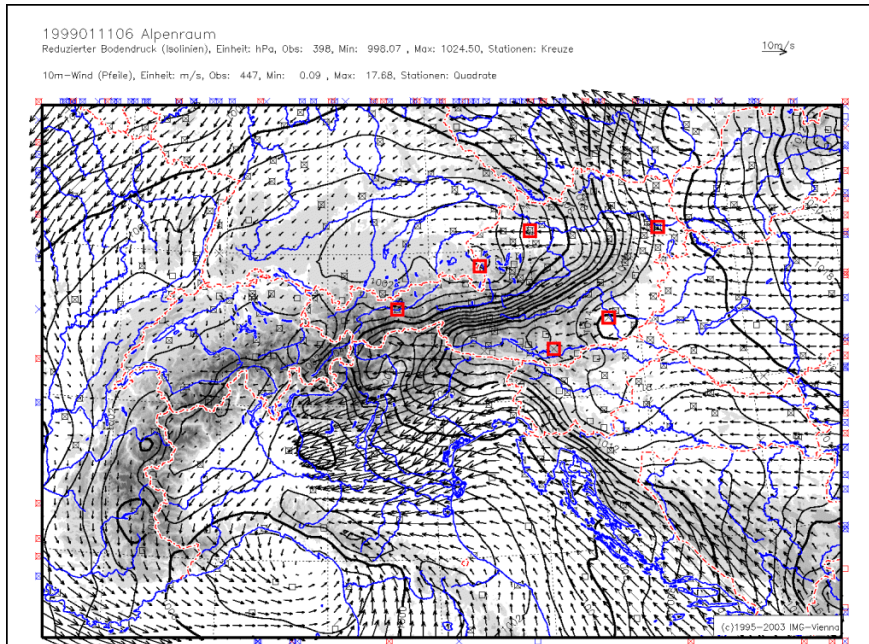 1999011106 Alpenraum
Reduzierter Bodendruck (Isolinien), Einheit: hPa, Obs: 398, Min: 998.07 , Max: 1024.50, Stationen: Kreuze
10m/s
10m-Wind (Pfeile), Einheit: m/s, Obs: 447, Min: 0.09 , Max: 17.68, Stationen: Quadrate
(c)1995-2003 IMG-Vienna